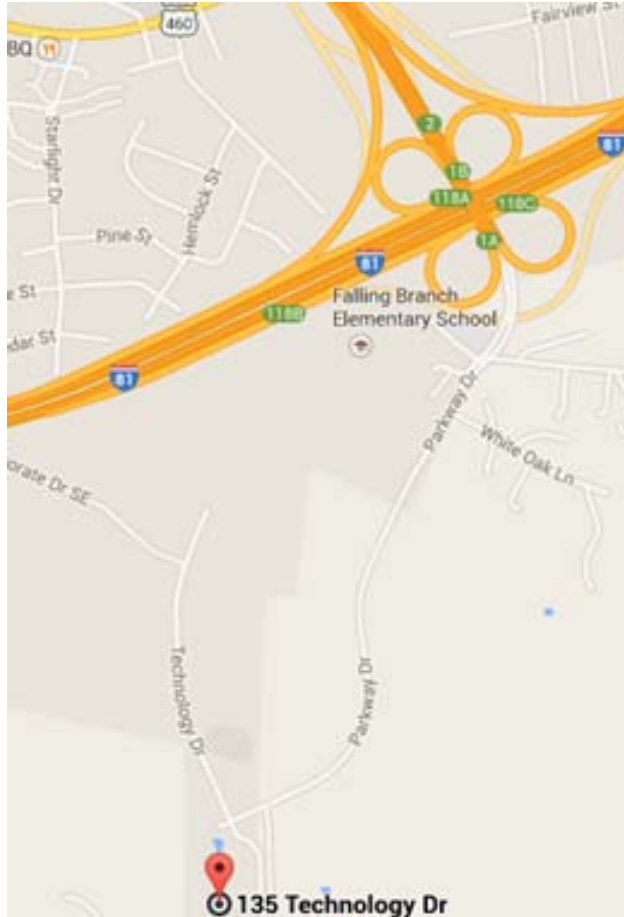 460
Fairview St
BQ
Starlight Dr
2
81
Hemlock St
1B
118A
118C
Pine St
1A
81
e St
Falling Branch
Elementary School
118B
dar St
81
Parkway Dr
White Oak Ln
orate Dr SE
Technology Dr
Parkway Dr
135 Technology Dr